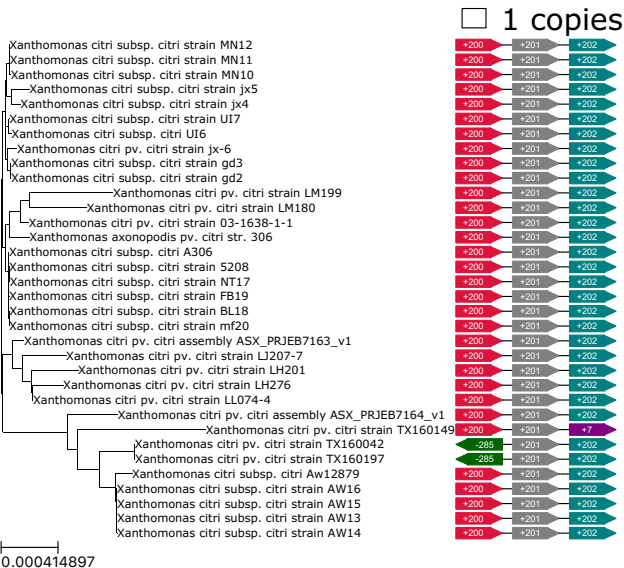 1 copies
Xanthomonas citri subsp. citri strain MN12 +200 +201 +202
Xanthomonas citri subsp. citri strain MN11 +200 +201 +202
Xanthomonas citri subsp. citri strain MN10 +200 +201 +202
Xanthomonas citri subsp. citri strain jx5 +200 +201 +202
Xanthomonas citri subsp. citri strain jx4 +200 +201 +202
Xanthomonas citri subsp. citri strain UI7 +200 +201 +202
Xanthomonas citri subsp. citri UI6 +200 +201 +202
Xanthomonas citri pv. citri strain jx-6 +200 +201 +202
Xanthomonas citri subsp. citri strain gd3 +200 +201 +202
Xanthomonas citri subsp. citri strain gd2 +200 +201 +202
Xanthomonas citri pv. citri strain LM199 +200 +201 +202
Xanthomonas citri pv. citri strain LM180 +200 +201 +202
Xanthomonas citri pv. citri strain 03-1638-1-1 +200 +201 +202
Xanthomonas axonopodis pv. citri str. 306 +200 +201 +202
Xanthomonas citri subsp. citri A306 +200 +201 +202
Xanthomonas citri subsp. citri strain 5208 +200 +201 +202
Xanthomonas citri subsp. citri strain NT17 +200 +201 +202
Xanthomonas citri subsp. citri strain FB19 +200 +201 +202
Xanthomonas citri subsp. citri strain BL18 +200 +201 +202
Xanthomonas citri subsp. citri strain mf20 +200 +201 +202
Xanthomonas citri pv. citri assembly ASX_PRJEB7163_v1 +200 +201 +202
Xanthomonas citri pv. citri strain LJ207-7 +200 +201 +202
Xanthomonas citri pv. citri strain LH201 +200 +201 +202
Xanthomonas citri pv. citri strain LH276 +200 +201 +202
Xanthomonas citri pv. citri strain LL074-4 +200 +201 +202
Xanthomonas citri pv. citri assembly ASX_PRJEB7164_v1 +200 +201 +202
Xanthomonas citri pv. citri strain TX160149 +200 +201 +7
Xanthomonas citri pv. citri strain TX160042 -285 +201 +202
Xanthomonas citri pv. citri strain TX160197 -285 +201 +202
Xanthomonas citri subsp. citri Aw12879 +200 +201 +202
Xanthomonas citri subsp. citri strain AW16 +200 +201 +202
Xanthomonas citri subsp. citri strain AW15 +200 +201 +202
Xanthomonas citri subsp. citri strain AW13 +200 +201 +202
Xanthomonas citri subsp. citri strain AW14 +200 +201 +202
0.000414897